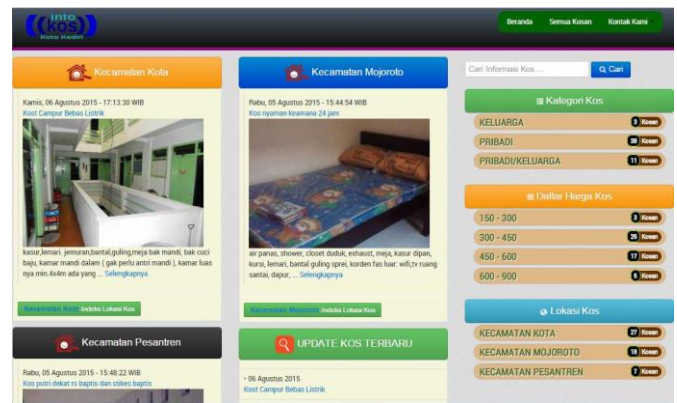 info
((kos))
Kota Kediri
Beranda
Semua Kosan
Kontak Kami
Kecamatan Kota
Kamis, 06 Agustus 2015 - 17:13:30 WIB
Kost Campur Bebas Listrik
kasur,lemari. jemuran,bantal,guling,meja bak mandi, bak cuci
baju, kamar mandi dalam ( gak perlu antri mandi ), kamar luas
nya min.4x4m ada yang ... Selengkapnya
Kecamatan Kota Indeks Lokasi Kos
Kecamatan Pesantren
Rabu, 05 Agustus 2015 - 15:48:22 WIB
Kos putri dekat rs baptis dan stikes baptis
Kecamatan Mojoroto
Rabu, 05 Agustus 2015 - 15:44:54 WIB
Kos nyaman keamana 24 jam
air panas, shower, closet duduk, exhaust, meja, kasur dipan,
kursi, lemari, bantal guling sprei, korden fas luar: wifi,tv ruang
santai, dapur, ... Selengkapnya
Kecamatan Mojoroto Indeks Lokasi Kos
UPDATE KOS TERBARU
- 06 Agustus 2015
Kost Campur Bebas Listrik
Cari Informasi Kos ...
Cari
Kategori Kos
KELUARGA 3 Kosan
PRIBADI 38 Kosan
PRIBADI/KELUARGA 11 Kosan
Daftar Harga Kos
150 - 300 Kosan
300 - 450 25 Kosan
450 - 600 17 Kosan
600 - 900 Kosan
Lokasi Kos
KECAMATAN KOTA 27 Kosan
KECAMATAN MOJOROTO 18 Kosan
KECAMATAN PESANTREN 7 Kosan